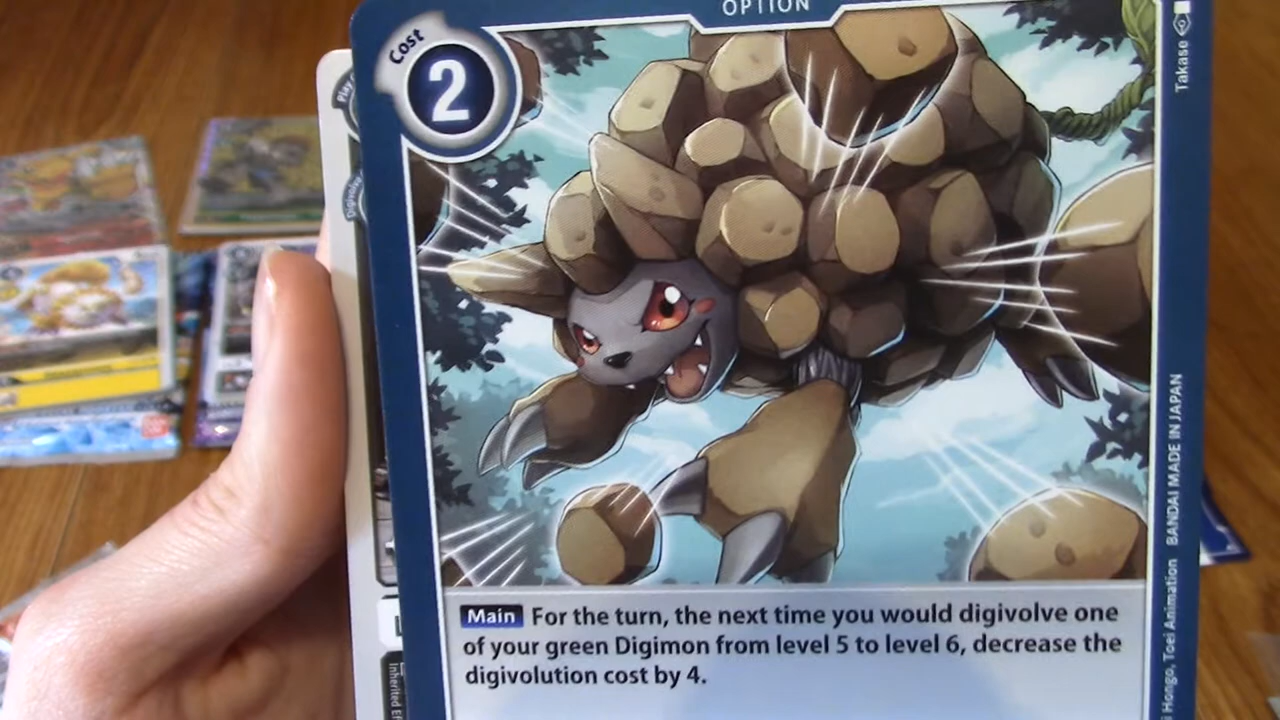 OPTION
Cost
2
Takase
Main For the turn, the next time you would digivolve one
of your green Digimon from level 5 to level 6, decrease the
digivolution cost by 4.
Hongo, Toei Animation BANDAI MADE IN JAPAN
Play
Inherited